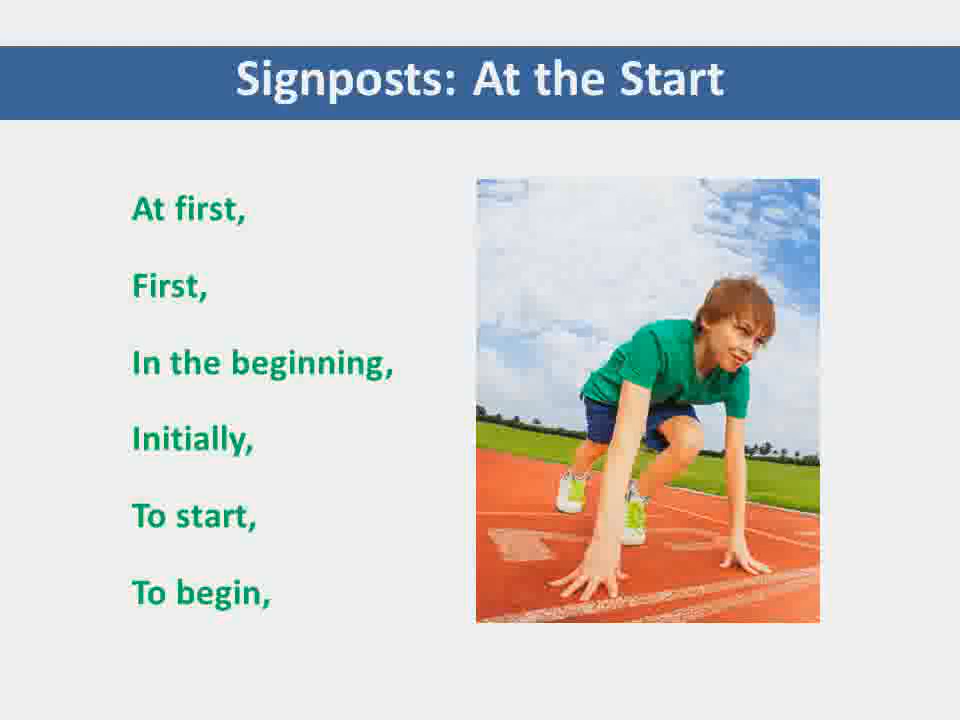 Signposts: At the Start
At first,
First,
In the beginning,
Initially,
To start,
To begin,